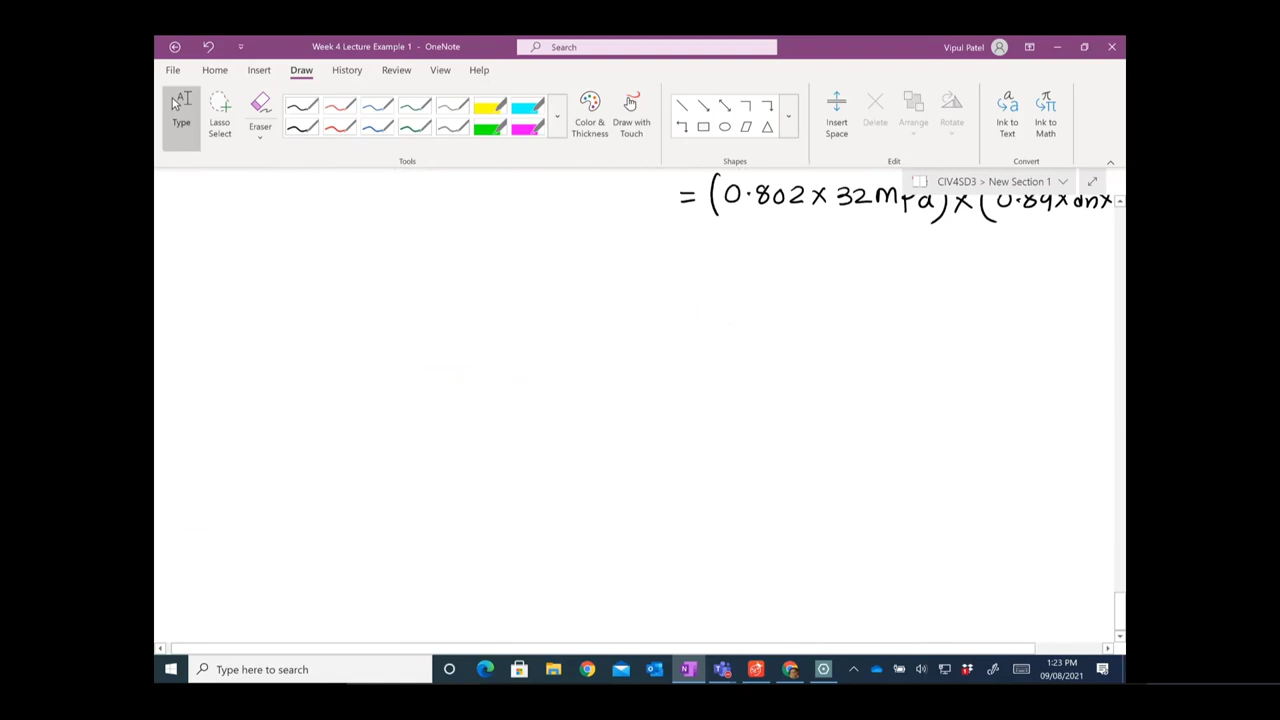 Week 4 Lecture Example 1 - OneNote
Search
Vipul Patel
File Home Insert Draw History Review View Help
Type
Lasso Select
Eraser
Color & Thickness
Draw with Touch
Insert Space
Delete
Arrange
Rotate
Ink to Text
Ink to Math
Tools
Shapes
Edit
Convert
CIV4SD3 > New Section 1
= (0.802 x 32 MPa) x (0.84 x dn x
Type here to search
1:23 PM
09/08/2021